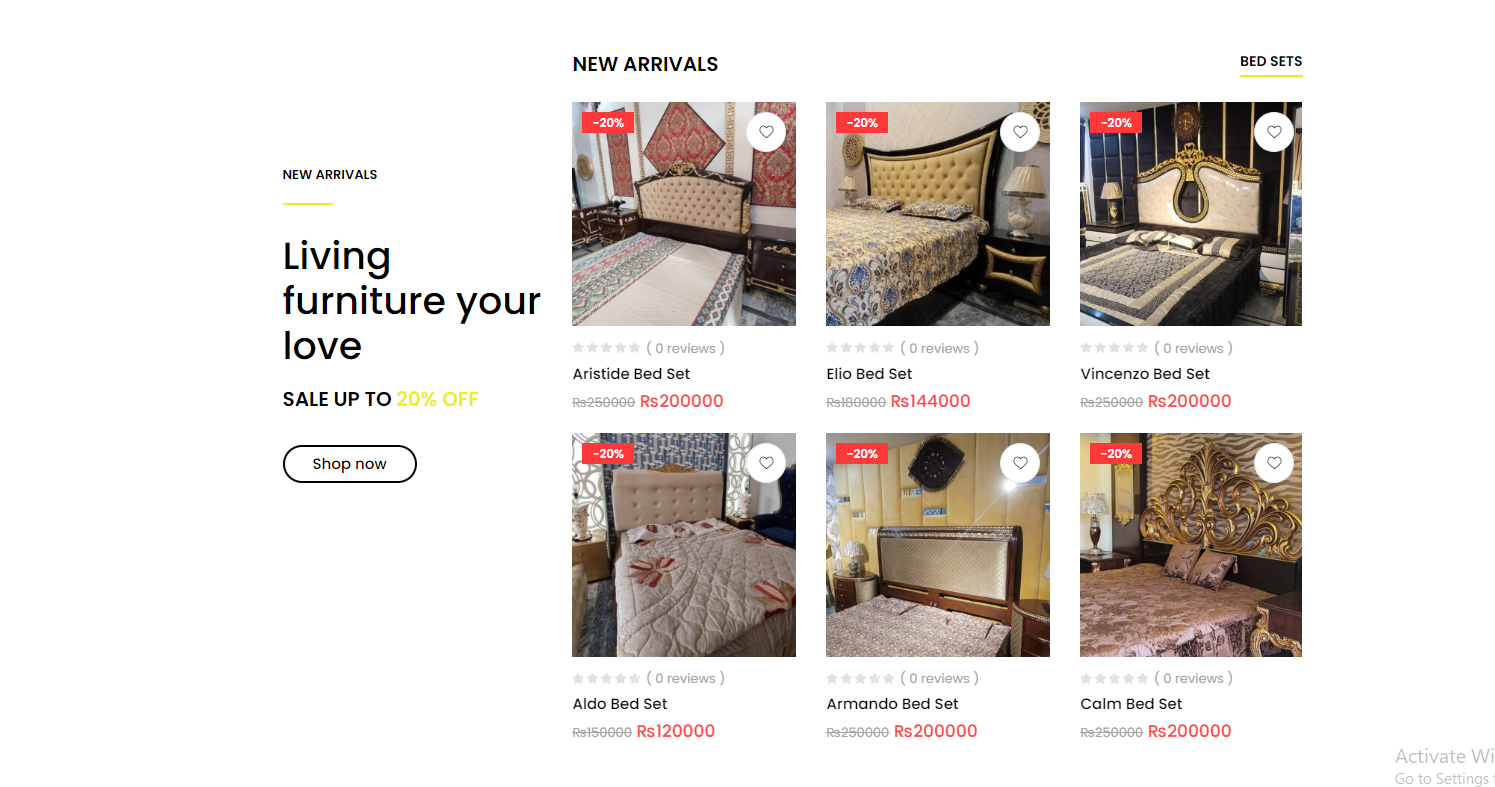 NEW ARRIVALS
Living
furniture your
love
SALE UP TO 20% OFF
Shop now
NEW ARRIVALS
BED SETS
-20%
-20%
-20%
( 0 reviews )
( 0 reviews )
( 0 reviews )
Aristide Bed Set
Elio Bed Set
Vincenzo Bed Set
Rs250000 Rs200000
Rs180000 Rs144000
Rs250000 Rs200000
-20%
-20%
-20%
( 0 reviews )
( 0 reviews )
( 0 reviews )
Aldo Bed Set
Armando Bed Set
Calm Bed Set
Rs150000 Rs120000
Rs250000 Rs200000
Rs250000 Rs200000
Activate Wi
Go to Settings